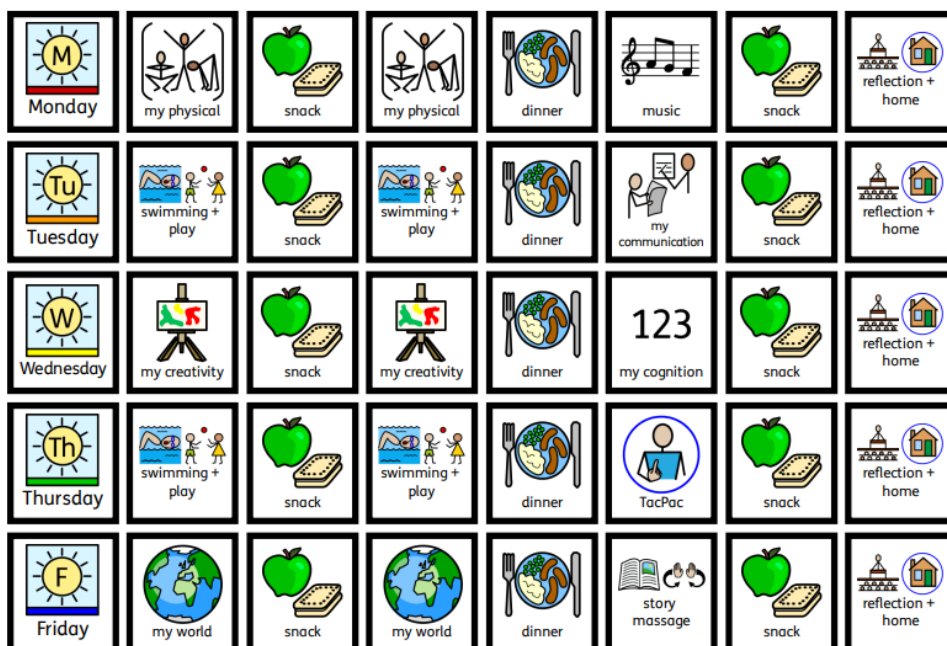 M
Monday
my physical
snack
my physical
dinner
music
snack
reflection +
home
Tu
Tuesday
swimming +
play
snack
swimming +
play
dinner
my
communication
snack
reflection +
home
W
Wednesday
my creativity
snack
my creativity
dinner
123
my cognition
snack
reflection +
home
Th
Thursday
swimming +
play
snack
swimming +
play
dinner
TacPac
snack
reflection +
home
F
Friday
my world
snack
my world
dinner
story
massage
snack
reflection +
home